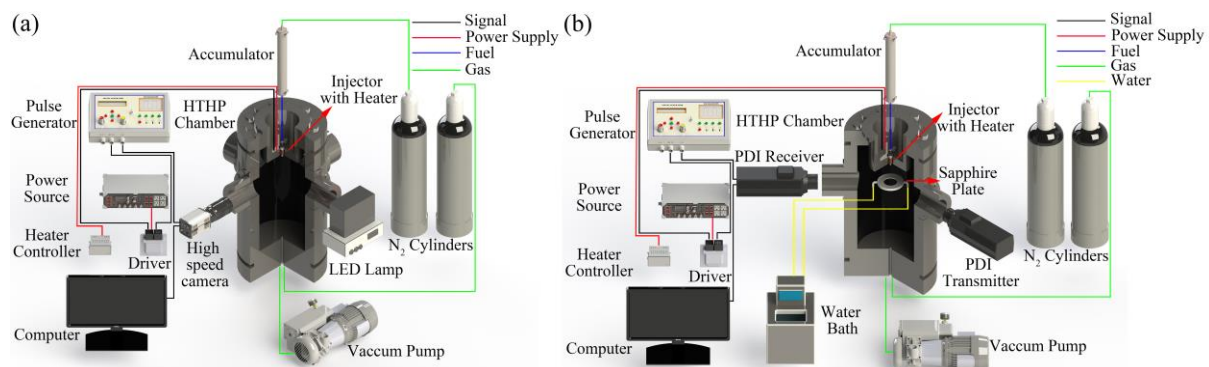 (a)
Signal
Power Supply
Fuel
Gas
Accumulator
Injector
with Heater
Pulse
Generator
HTHP
Chamber
Power
Source
Heater
Controller
Driver
High
speed
camera
LED Lamp
N₂ Cylinders
Computer
Vaccum Pump
(b)
Signal
Power Supply
Fuel
Gas
Water
Accumulator
Injector
with Heater
Pulse
Generator
HTHP Chamber
PDI Receiver
Sapphire
Plate
Power
Source
Heater
Controller
Driver
N₂ Cylinders
PDI
Transmitter
Water
Bath
Computer
Vaccum Pump